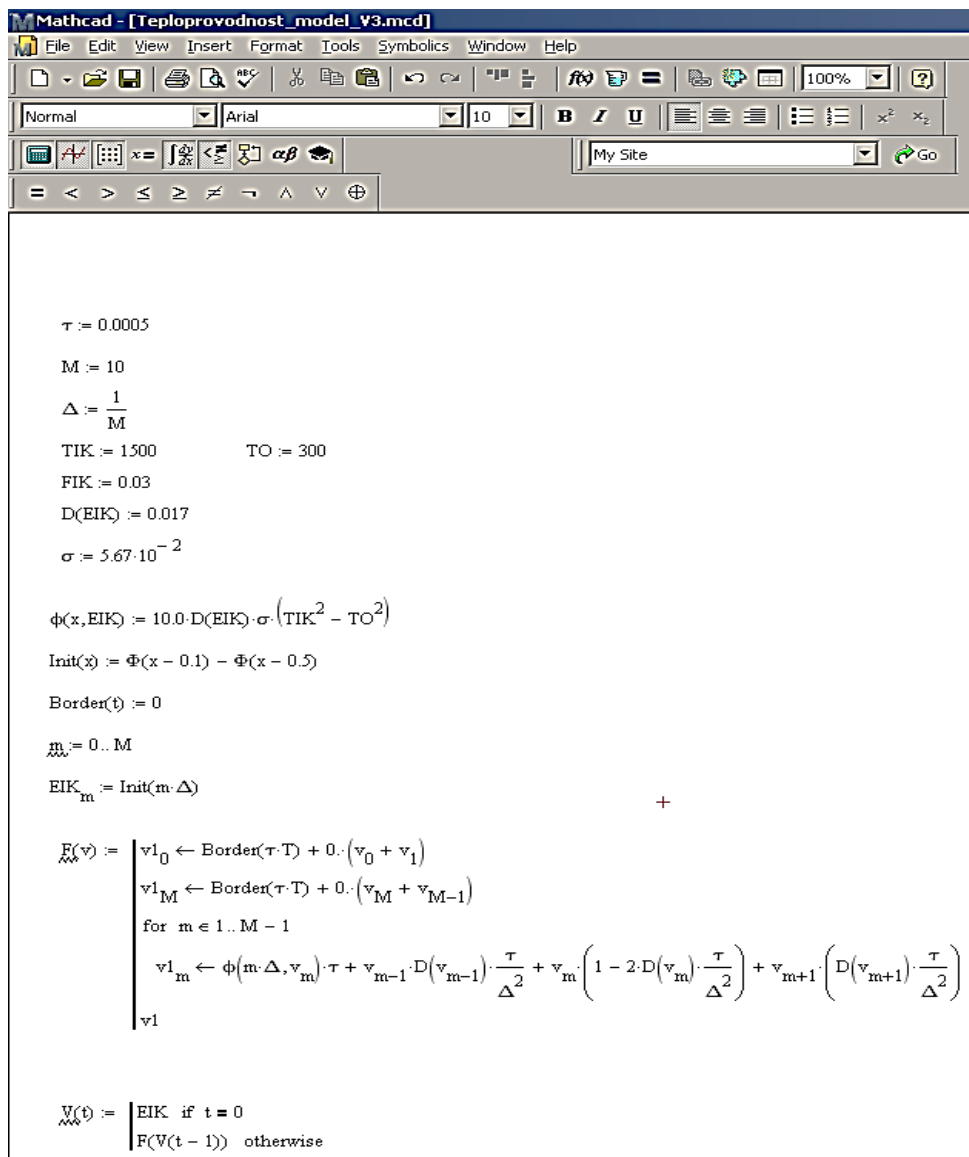 Mathcad - [Teploprovodnost_model_V3.mcd]
File Edit View Insert Format Tools Symbolics Window Help
100%
Normal Arial 10 B I U x² x₂
x= αβ My Site Go
= < > ≤ ≥ ≠ ¬ ∧ ∨ ⊕
τ := 0.0005
M := 10
Δ := 1/M
TIK := 1500 TO := 300
FIK := 0.03
D(EIK) := 0.017
σ := 5.67·10^−2
ϕ(x,EIK) := 10.0·D(EIK)·σ·(TIK^2 − TO^2)
Init(x) := Φ(x − 0.1) − Φ(x − 0.5)
Border(t) := 0
m := 0.. M
EIK_m := Init(m·Δ)
F(v) := v1_0 ← Border(τ·T) + 0.·(v_0 + v_1)
v1_M ← Border(τ·T) + 0.·(v_M + v_M−1)
for m ∈ 1.. M − 1
v1_m ← ϕ(m·Δ,v_m)·τ + v_m−1·D(v_m−1)·τ/Δ^2 + v_m·(1 − 2·D(v_m)·τ/Δ^2) + v_m+1·(D(v_m+1)·τ/Δ^2)
v1
V(t) := EIK if t = 0
F(V(t − 1)) otherwise